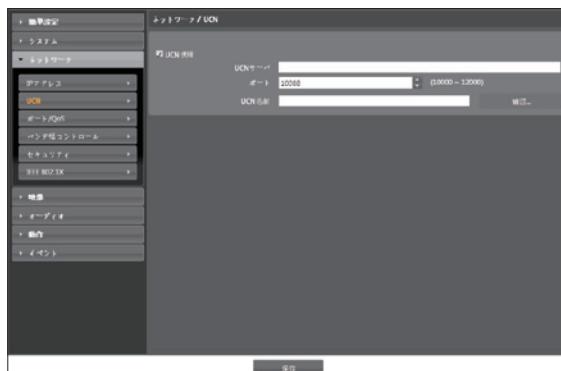 簡単設定
システム
ネットワーク
IPアドレス
UCN
ポート/QoS
バンド幅コントロール
セキュリティ
IEEE 802.1X
映像
オーディオ
動作
イベント
ネットワーク / UCN
UCN 使用
UCNサーバ
ポート 10088 (10000 ~ 12000)
UCN 名前 確認...
保存